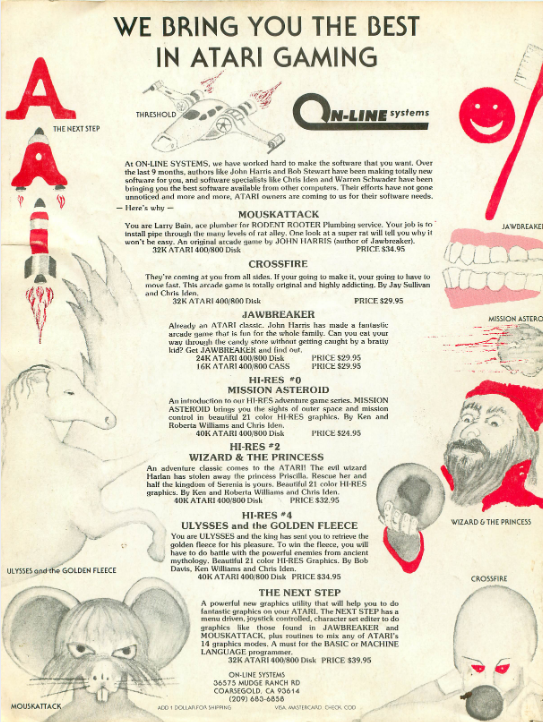 WE BRING YOU THE BEST
IN ATARI GAMING
A
THE NEXT STEP
THRESHOLD
ON-LINE systems
At ON-LINE SYSTEMS, we have worked hard to make the software that you want. Over
the last 9 months, authors like John Harris and Bob Stewart have been making totally new
software for you, and software specialists like Chris Iden and Warren Schwader have been
bringing you the best software available from other computers. Their efforts have not gone
unnoticed and more and more, ATARI owners are coming to us for their software needs.
— Here's why —
MOUSKATTACK
You are Larry Bain, ace plumber for RODENT ROOTER Plumbing service. Your job is to
install pipe through the many levels of rat alley. One look at a super rat will tell you why it
won't be easy. An original arcade game by JOHN HARRIS (author of Jawbreaker).
32K ATARI 400/800 Disk PRICE $34.95
CROSSFIRE
They're coming at you from all sides. If your going to make it, your going to have to
move fast. This arcade game is totally original and highly addicting. By Jay Sullivan
and Chris Iden.
32K ATARI 400/800 Disk PRICE $29.95
JAWBREAKER
Already an ATARI classic. John Harris has made a fantastic
arcade game that is fun for the whole family. Can you eat your
way through the candy store without getting caught by a bratty
kid? Get JAWBREAKER and find out.
24K ATARI 400/800 Disk PRICE $29.95
16K ATARI 400/800 CASS PRICE $29.95
HI-RES #0
MISSION ASTEROID
An introduction to our HI-RES adventure game series. MISSION
ASTEROID brings you the sights of outer space and mission
control in beautiful 21 color HI-RES graphics. By Ken and
Roberta Williams and Chris Iden.
40K ATARI 400/800 Disk PRICE $24.95
HI-RES #2
WIZARD & THE PRINCESS
An adventure classic comes to the ATARI! The evil wizard
Harlan has stolen away the princess Priscilla. Rescue her and
half the kingdom of Serenia is yours. Beautiful 21 color HI-RES
graphics. By Ken and Roberta Williams and Chris Iden.
40K ATARI 400/800 Disk PRICE $32.95
HI-RES #4
ULYSSES and the GOLDEN FLEECE
You are ULYSSES and the king has sent you to retrieve the
golden fleece for his pleasure. To win the fleece, you will
have to do battle with the powerful enemies from ancient
mythology. Beautiful 21 color HI-RES Graphics. By Bob
Davis, Ken Williams and Chris Iden.
40K ATARI 400/800 Disk PRICE $34.95
THE NEXT STEP
A powerful new graphics utility that will help you to do
fantastic graphics on your ATARI. The NEXT STEP has a
menu driven, joystick controlled, character set editor to do
graphics like those found in JAWBREAKER and
MOUSKATTACK, plus routines to mix any of ATARI's
14 graphics modes. A must for the BASIC or MACHINE
LANGUAGE programmer.
32K ATARI 400/800 Disk PRICE $39.95
ON-LINE SYSTEMS
36575 MUDGE RANCH RD
COARSEGOLD, CA 93614
(209) 683-6858
ADD 1 DOLLAR FOR SHIPPING VISA, MASTERCARD, CHECK, COD
JAWBREAKER
MISSION ASTERO
WIZARD & THE PRINCESS
CROSSFIRE
ULYSSES and the GOLDEN FLEECE
MOUSKATTACK